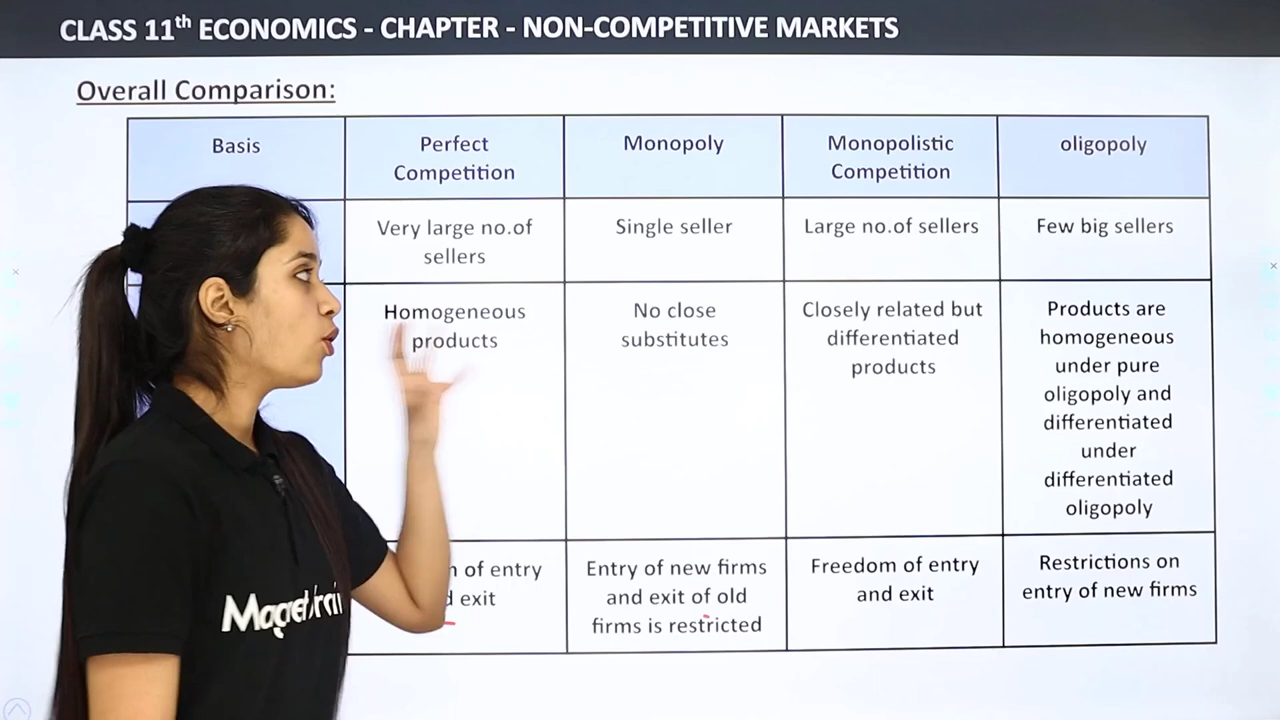 CLASS 11th ECONOMICS - CHAPTER - NON-COMPETITIVE MARKETS
Overall Comparison:
Basis
Perfect
Competition
Monopoly
Monopolistic
Competition
oligopoly
Very large no.of
sellers
Single seller
Large no.of sellers
Few big sellers
Homogeneous
products
No close
substitutes
Closely related but
differentiated
products
Products are
homogeneous
under pure
oligopoly and
differentiated
under
differentiated
oligopoly
of entry
exit
Entry of new firms
and exit of old
firms is restricted
Freedom of entry
and exit
Restrictions on
entry of new firms